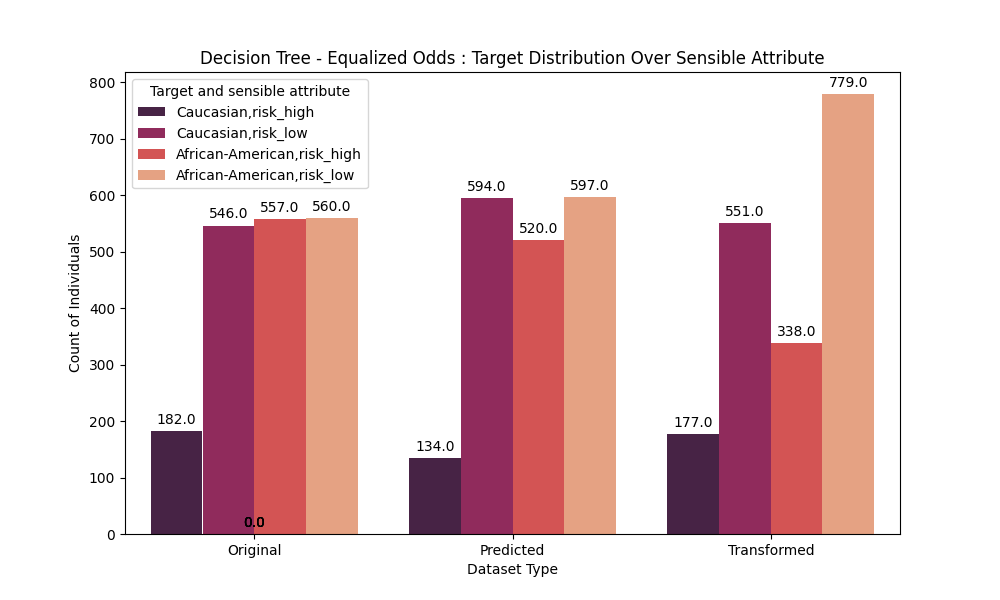 Decision Tree - Equalized Odds : Target Distribution Over Sensible Attribute
Target and sensible attribute
Caucasian,risk_high
Caucasian,risk_low
African-American,risk_high
African-American,risk_low
Count of Individuals
800
700
600
500
400
300
200
100
0
182.0
546.0
557.0
560.0
0.0
134.0
594.0
520.0
597.0
177.0
551.0
338.0
779.0
Original
Predicted
Transformed
Dataset Type